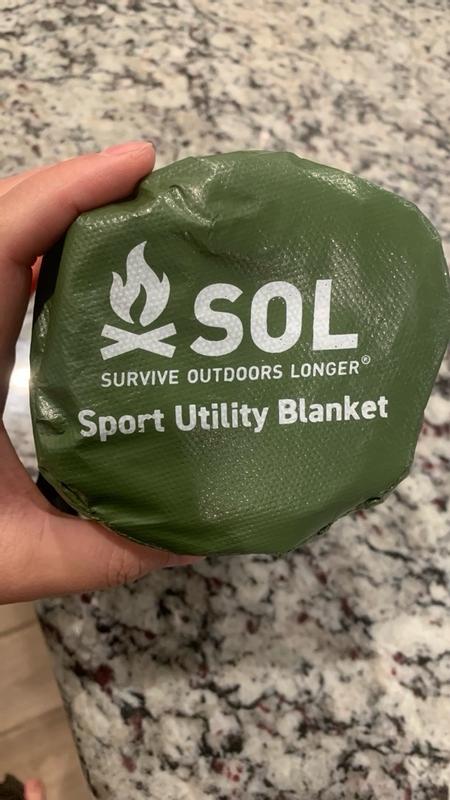 SOL
SURVIVE OUTDOORS LONGER®
Sport Utility Blanket